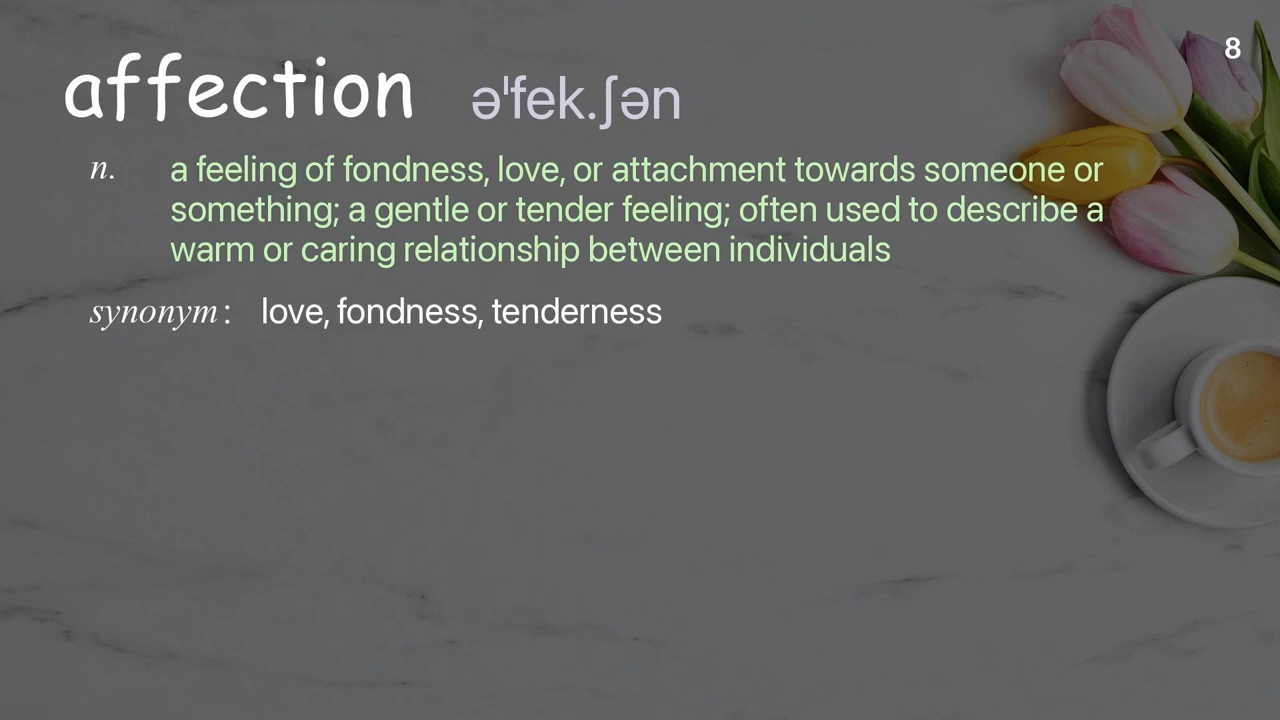 8
affection əˈfek.ʃən
n. a feeling of fondness, love, or attachment towards someone or
something; a gentle or tender feeling; often used to describe a
warm or caring relationship between individuals
synonym: love, fondness, tenderness